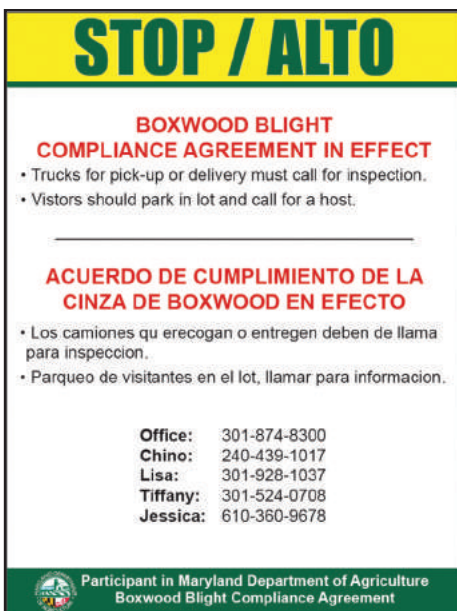 STOP / ALTO
BOXWOOD BLIGHT
COMPLIANCE AGREEMENT IN EFFECT
• Trucks for pick-up or delivery must call for inspection.
• Vistors should park in lot and call for a host.
ACUERDO DE CUMPLIMIENTO DE LA
CINZA DE BOXWOOD EN EFECTO
• Los camiones qu erecogan o entregen deben de llama
para inspeccion.
• Parqueo de visitantes en el lot, llamar para informacion.
Office: 301-874-8300
Chino: 240-439-1017
Lisa: 301-928-1037
Tiffany: 301-524-0708
Jessica: 610-360-9678
Participant in Maryland Department of Agriculture
Boxwood Blight Compliance Agreement